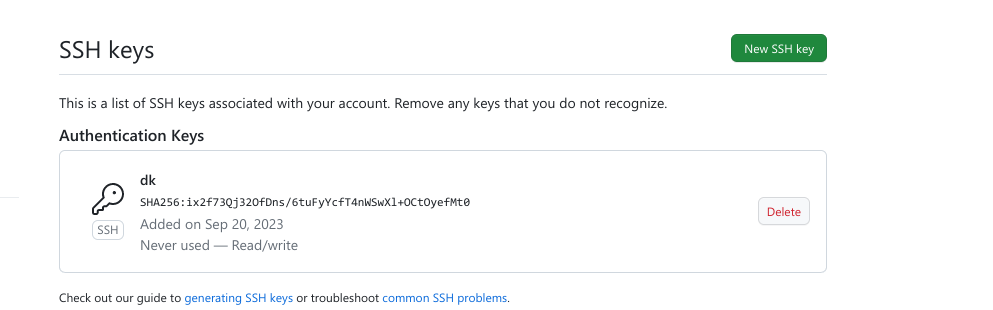 SSH keys
New SSH key
This is a list of SSH keys associated with your account. Remove any keys that you do not recognize.
Authentication Keys
dk
SHA256:ix2f73Qj32OfDns/6tuFyYcfT4nWSwXl+OCtOyefMt0
SSH
Added on Sep 20, 2023
Never used — Read/write
Delete
Check out our guide to generating SSH keys or troubleshoot common SSH problems.